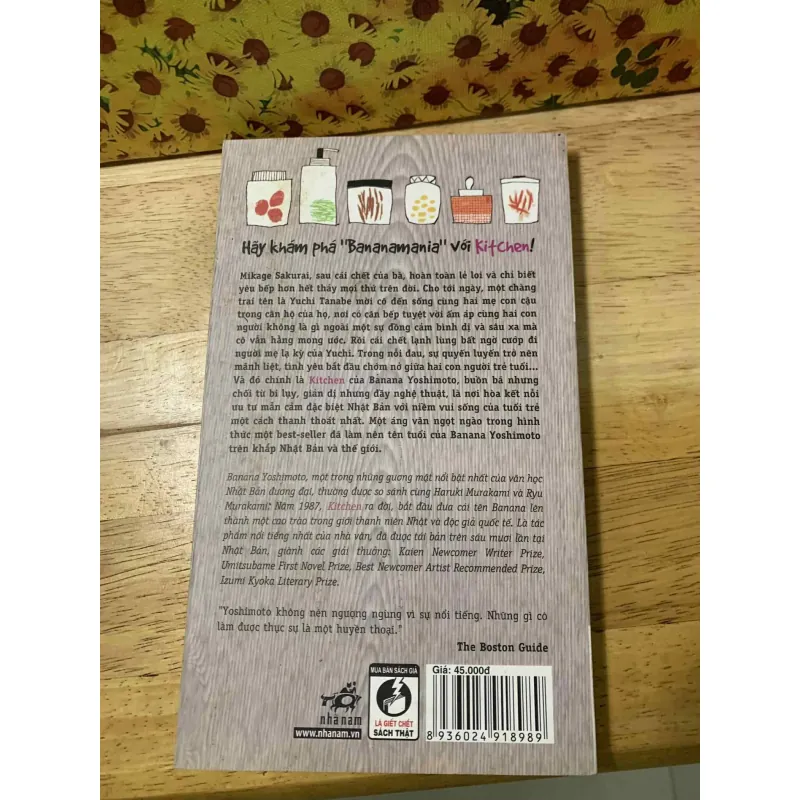 Hãy khám phá "Bananamania" với Kitchen!
Mikage Sakurai, sau cái chết của bà, hoàn toàn lẻ loi và chỉ biết
yêu bếp hơn hết thảy mọi thứ trên đời. Cho tới ngày, một chàng
trai tên là Yuchi Tanabe mời cô đến sống cùng hai mẹ con cậu
trong căn hộ của họ, nơi có căn bếp tuyệt vời ấm áp cùng hai con
người không là gì ngoài một sự đồng cảm bình dị và sâu xa mà
cô vẫn hằng mong ước. Rồi cái chết lạnh lùng bất ngờ cướp đi
người mẹ lạ kỳ của Yuchi. Trong nỗi đau, sự quyến luyến trở nên
mãnh liệt, tình yêu bắt đầu chớm nở giữa hai con người trẻ tuổi...
Và đó chính là Kitchen của Banana Yoshimoto, buồn bã nhưng
chối từ bi lụy, giản dị nhưng đầy nghệ thuật, là nơi hòa kết nỗi
ưu tư mẫn cảm đặc biệt Nhật Bản với niềm vui sống của tuổi trẻ
một cách thanh thoát nhất. Một áng văn ngọt ngào trong hình
thức một best-seller đã làm nên tên tuổi của Banana Yoshimoto
trên khắp Nhật Bản và thế giới.
Banana Yoshimoto, một trong những gương mặt nổi bật nhất của văn học
Nhật Bản đương đại, thường được so sánh cùng Haruki Murakami và Ryu
Murakami. Năm 1987, Kitchen ra đời, bắt đầu đưa cái tên Banana lên
thành một cao trào trong giới thanh niên Nhật và độc giả quốc tế. Là tác
phẩm nổi tiếng nhất của nhà văn, đã được tái bản trên sáu mươi lần tại
Nhật Bản, giành các giải thưởng: Kaien Newcomer Writer Prize,
Umitsubame First Novel Prize, Best Newcomer Artist Recommended Prize,
Izumi Kyoka Literary Prize.
"Yoshimoto không nên ngượng ngùng vì sự nổi tiếng. Những gì cô
làm được thực sự là một huyền thoại."
The Boston Guide
nhã nam
www.nhanam.vn
MUA BÁN SÁCH GIẢ
LÀ GIẾT CHẾT
SÁCH THẬT
Giá: 45.000đ
8 936024 918989